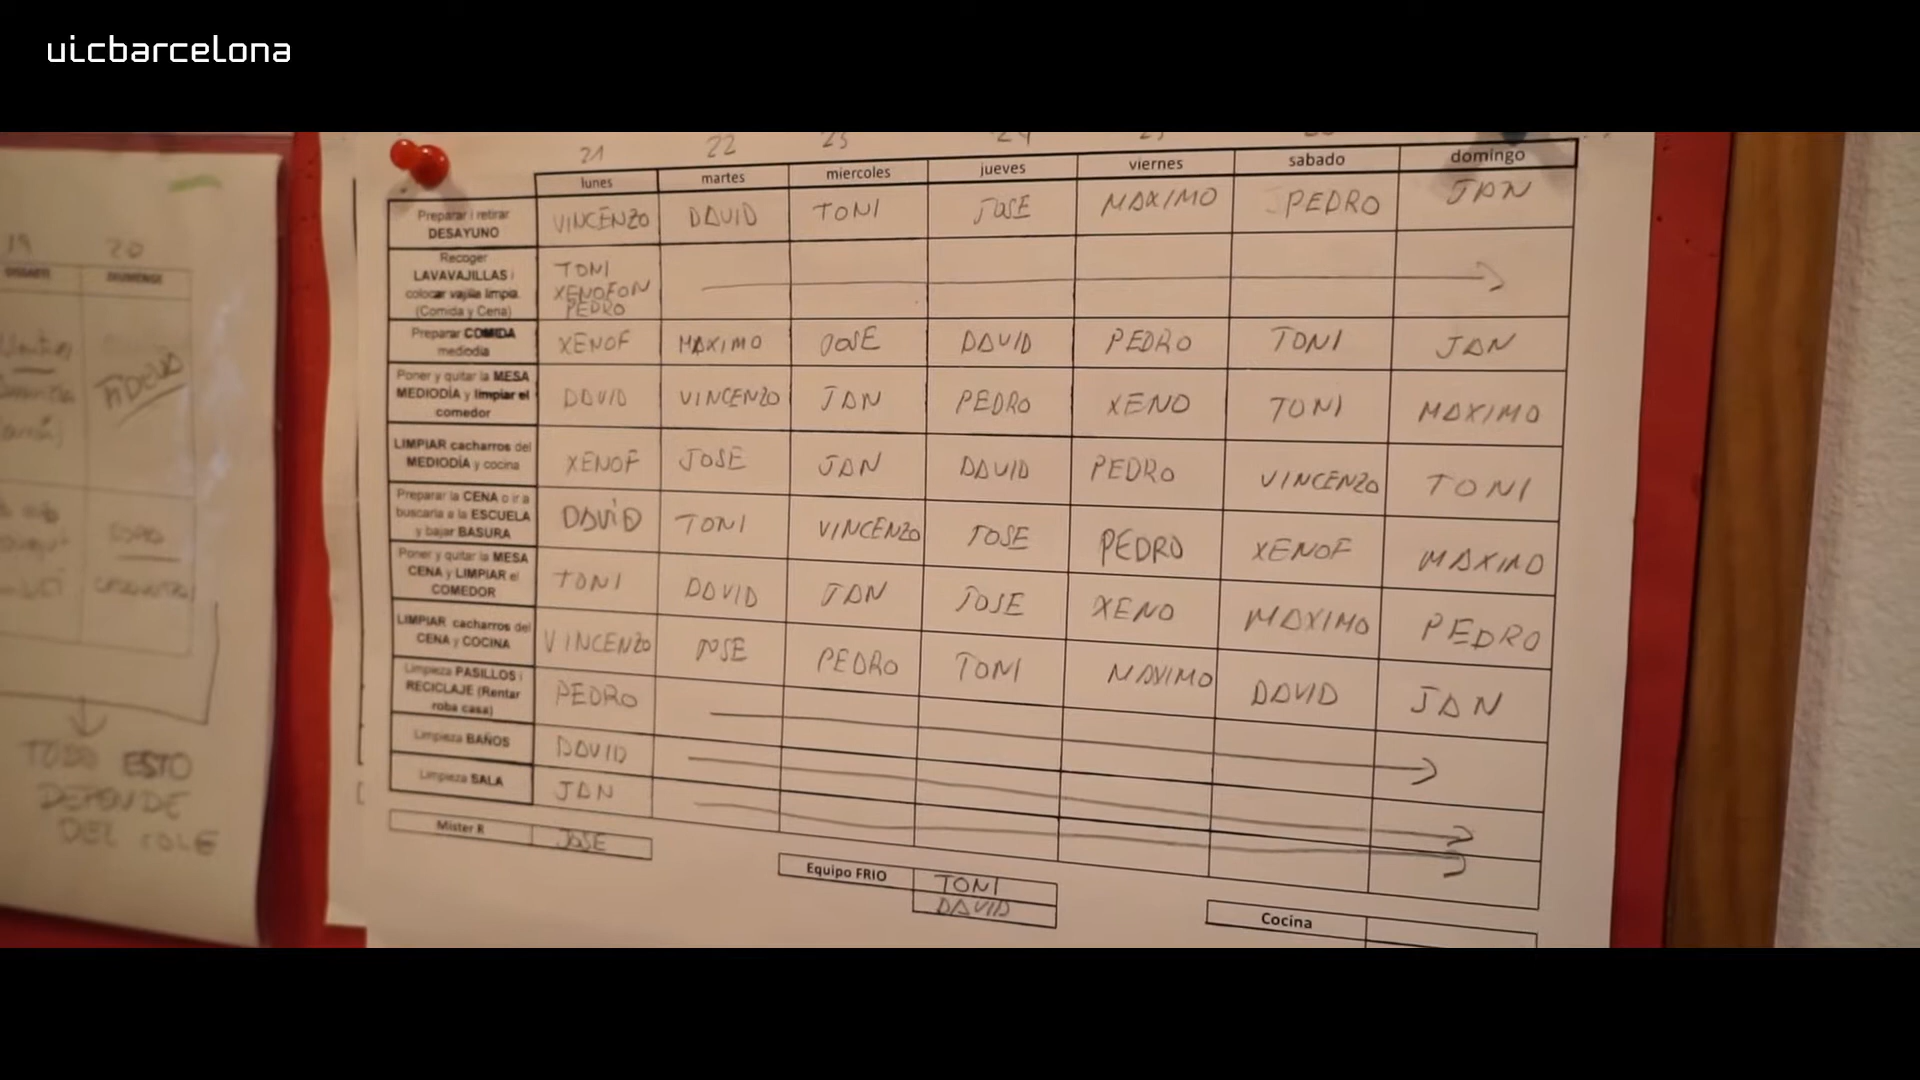 uicbarcelona
19 20
TODO ESTO
DEPENDE
DEL COLE
21 22 23 24
lunes martes miercoles jueves viernes sabado domingo
Preparar i retirar
DESAYUNO
VINCENZO DAVID TONI JOSE MAXIMO PEDRO JAN
Recoger
LAVAVAJILLAS i
colocar vajilla limpia.
(Comida y Cena)
TONI
XENOFON
PEDRO
Preparar COMIDA
mediodía
XENOF MAXIMO JOSE DAVID PEDRO TONI JAN
Poner y quitar la MESA
MEDIODÍA y limpiar el
comedor
DAVID VINCENZO JAN PEDRO XENO TONI MAXIMO
LIMPIAR cacharros del
MEDIODÍA y cocina
XENOF JOSE JAN DAVID PEDRO VINCENZO TONI
Preparar la CENA o ir a
buscarla a la ESCUELA
y bajar BASURA
DAVID TONI VINCENZO JOSE PEDRO XENOF MAXIMO
Poner y quitar la MESA
CENA y LIMPIAR el
COMEDOR
TONI DAVID JAN JOSE XENO MAXIMO PEDRO
LIMPIAR cacharros del
CENA y COCINA
VINCENZO JOSE PEDRO TONI MAXIMO DAVID JAN
Limpieza PASILLOS i
RECICLAJE (Rentar
roba casa)
PEDRO
Limpieza BAÑOS
DAVID
Limpieza SALA
JAN
Mister R JOSE
Equipo FRIO TONI
DAVID
Cocina